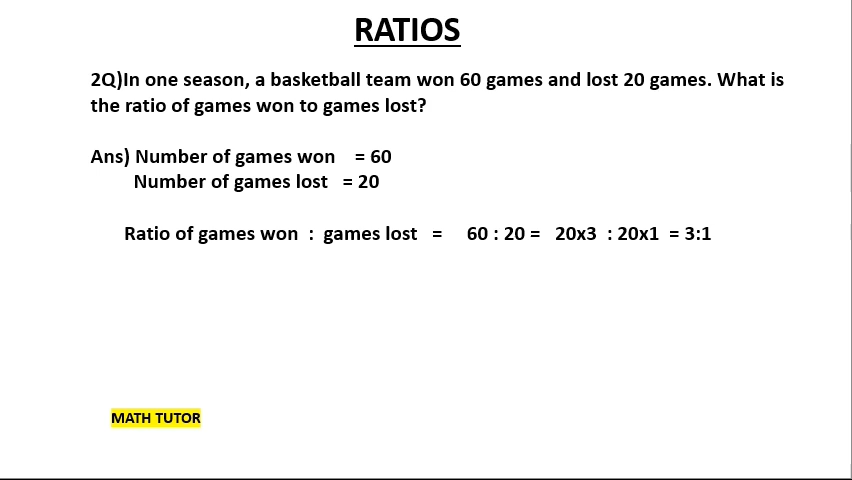 RATIOS
2Q)In one season, a basketball team won 60 games and lost 20 games. What is
the ratio of games won to games lost?
Ans) Number of games won = 60
Number of games lost = 20
Ratio of games won : games lost = 60 : 20 = 20x3 : 20x1 = 3:1
MATH TUTOR